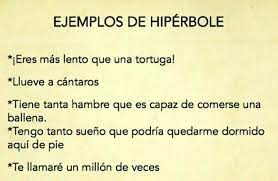 EJEMPLOS DE HIPÉRBOLE
*¡Eres más lento que una tortuga!
*Llueve a cántaros
*Tiene tanta hambre que es capaz de comerse una
ballena.
*Tengo tanto sueño que podría quedarme dormido
aquí de pie
*Te llamaré un millón de veces